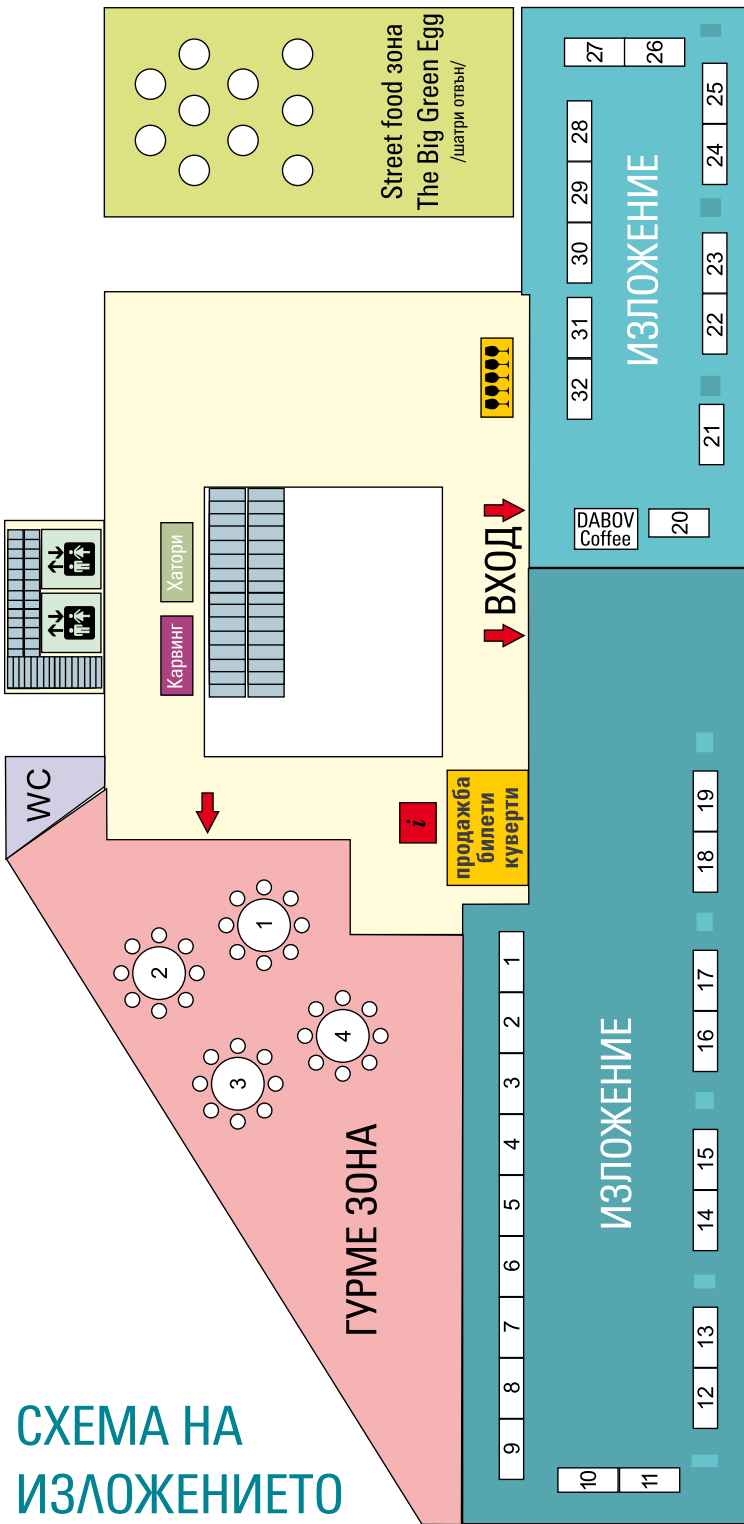 Street food зона
The Big Green Egg
/шатри отвън/
27
26
28
29
30
31
32
25
24
23
22
21
20
ИЗЛОЖЕНИЕ
DABOV
Coffee
ВХОД
Хатори
Карвинг
WC
i
продажба
билети
куверти
1
2
3
4
ГУРМЕ ЗОНА
1
2
3
4
5
6
7
8
9
10
11
12
13
14
15
16
17
18
19
ИЗЛОЖЕНИЕ
СХЕМА НА
ИЗЛОЖЕНИЕТО